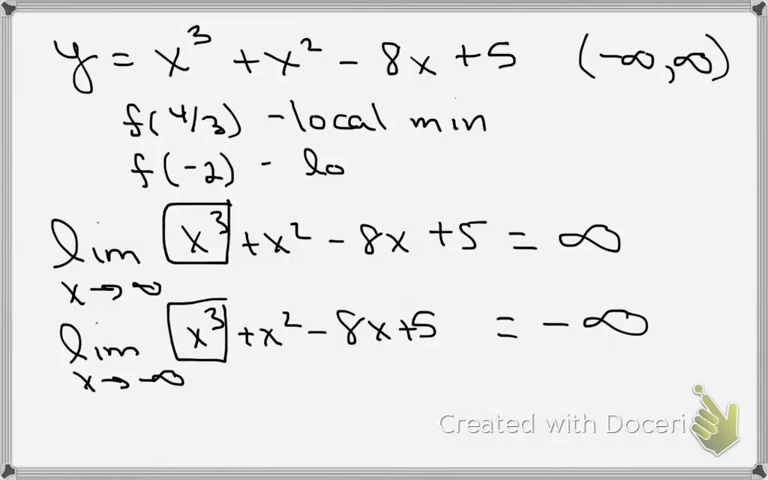 y = x³ + x² - 8x + 5 (-∞, ∞)
f(4/3) - local min
f(-2) - lo
lim x³ + x² - 8x + 5 = ∞
x → ∞
lim x³ + x² - 8x + 5 = - ∞
x → -∞
Created with Doceri